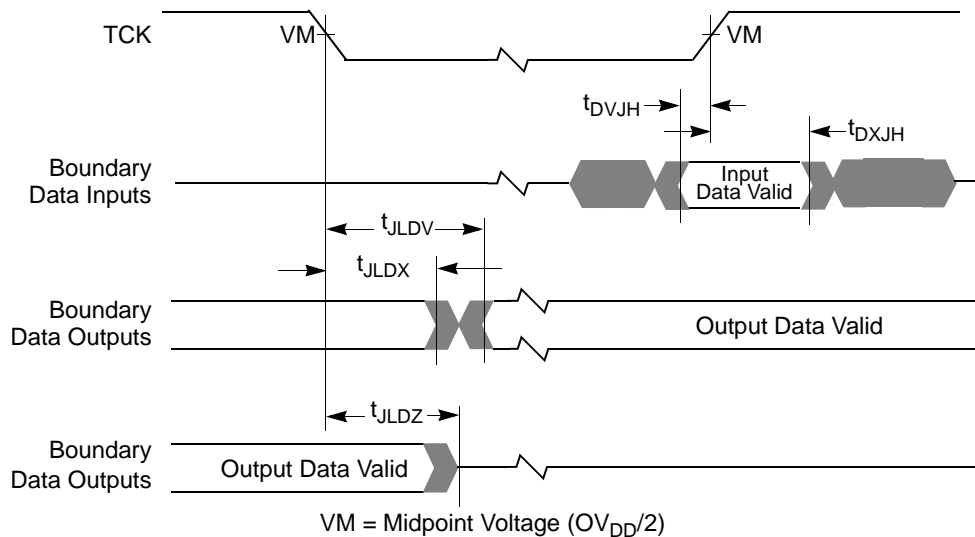 TCK
VM
VM
tDVJH
tDXJH
Boundary
Data Inputs
Input
Data Valid
tJLDV
tJLDX
Boundary
Data Outputs
Output Data Valid
tJLDZ
Boundary
Data Outputs
Output Data Valid
VM = Midpoint Voltage (OVDD/2)